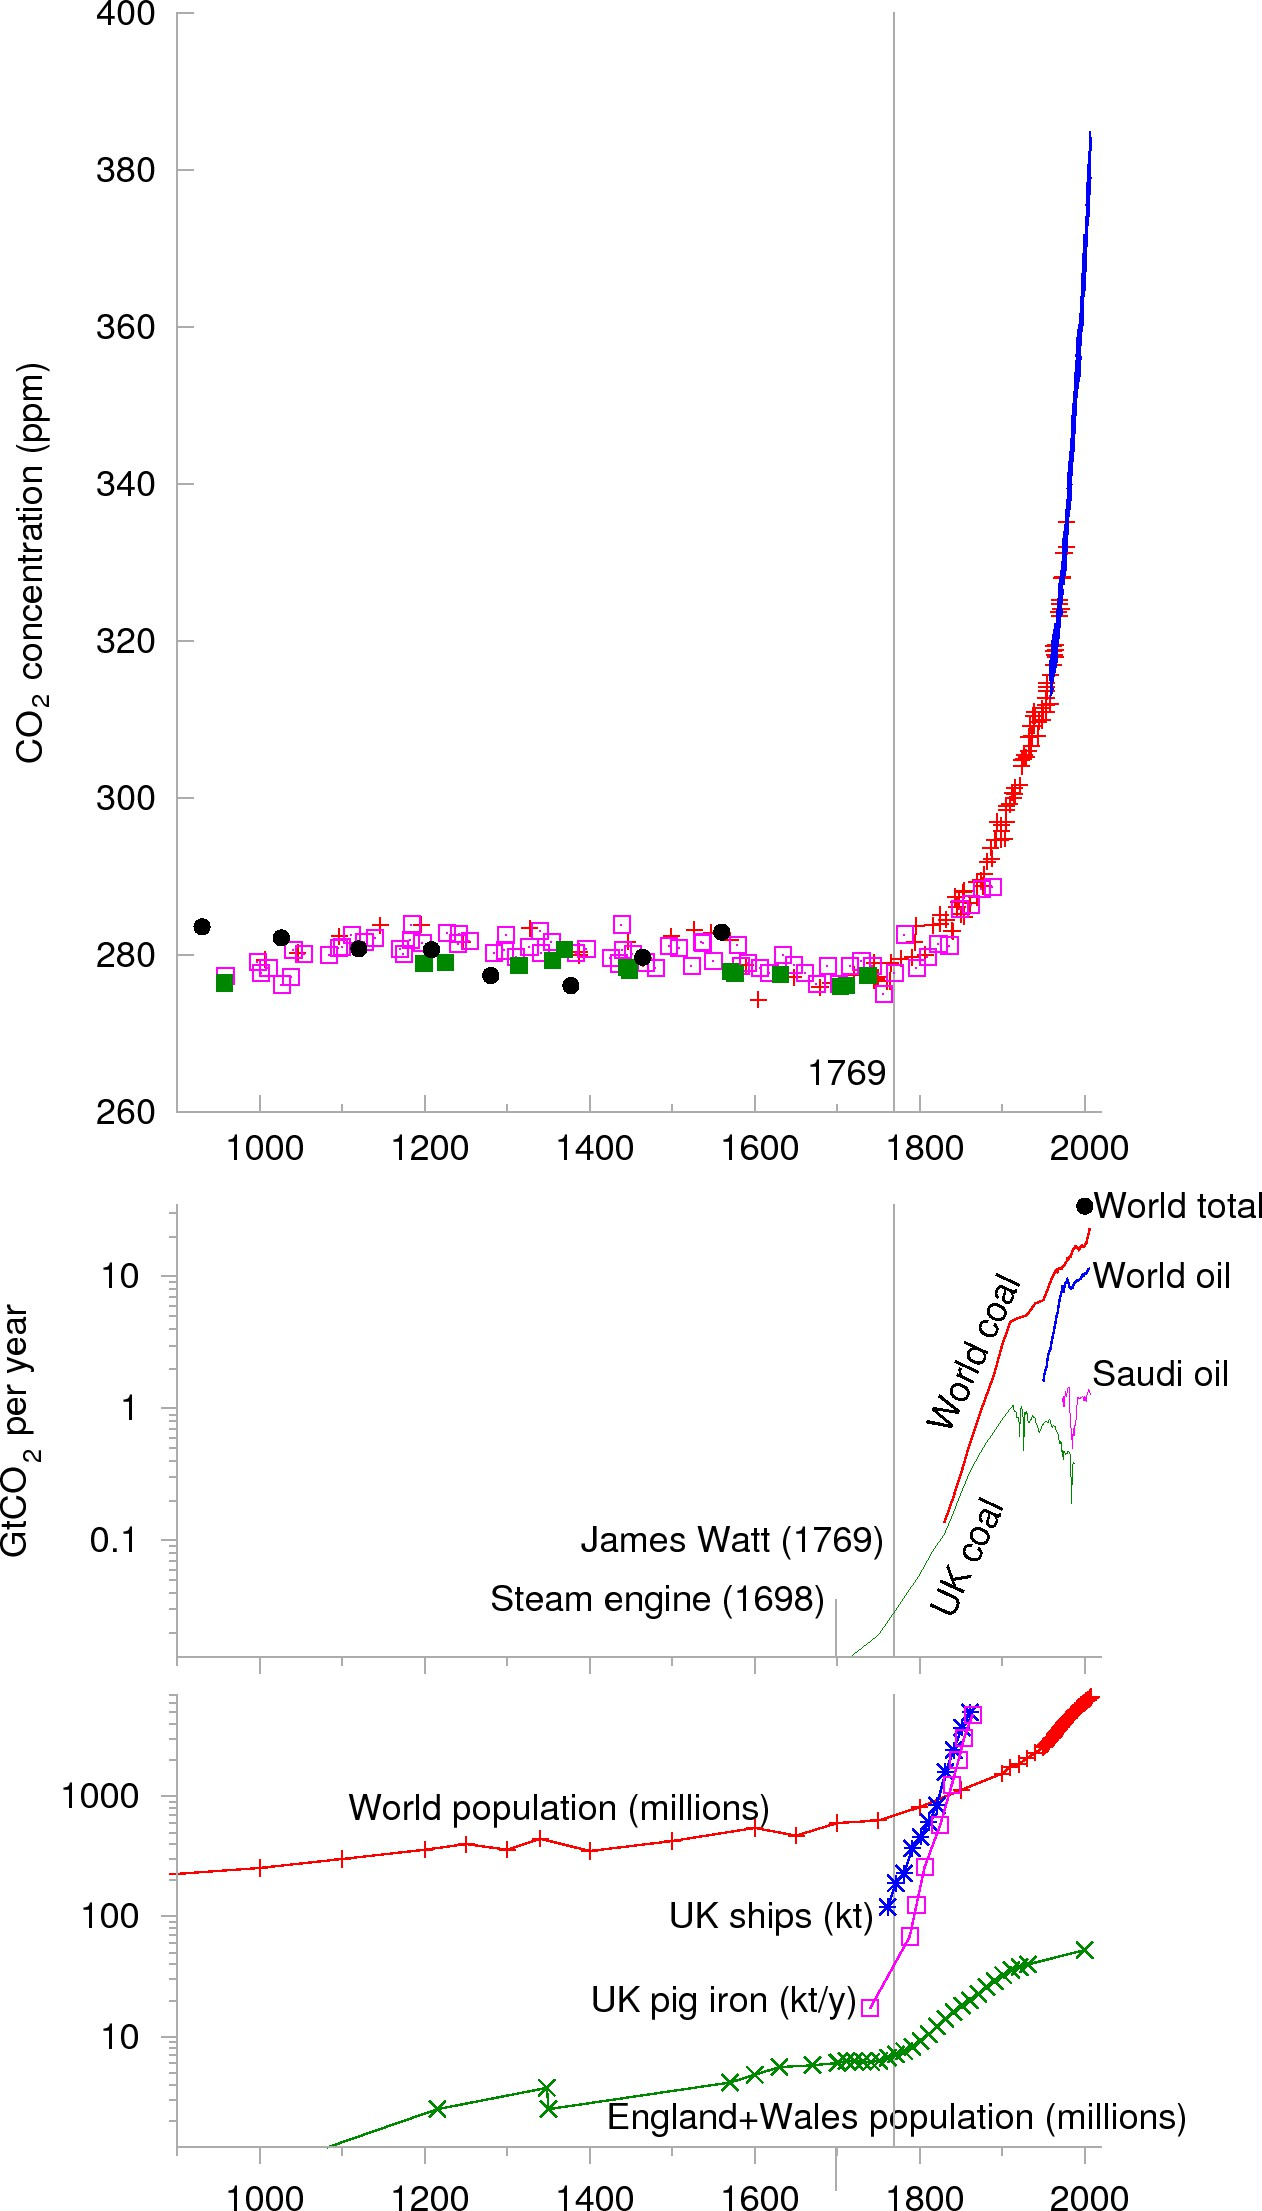 400
380
360
340
320
300
280
260
CO2 concentration (ppm)
1769
1000 1200 1400 1600 1800 2000
World total
World oil
Saudi oil
World coal
UK coal
10
1
0.1
GtCO2 per year
James Watt (1769)
Steam engine (1698)
1000
100
10
World population (millions)
UK ships (kt)
UK pig iron (kt/y)
England+Wales population (millions)
1000 1200 1400 1600 1800 2000